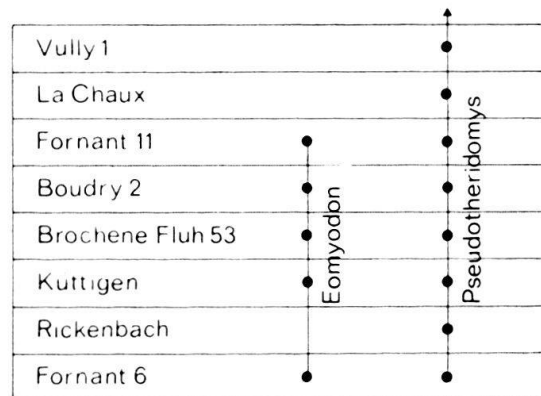 Vully 1
La Chaux
Fornant 11
Boudry 2
Brochene Fluh 53
Kuttigen
Rickenbach
Fornant 6
Eomyodon
Pseudotheridomys